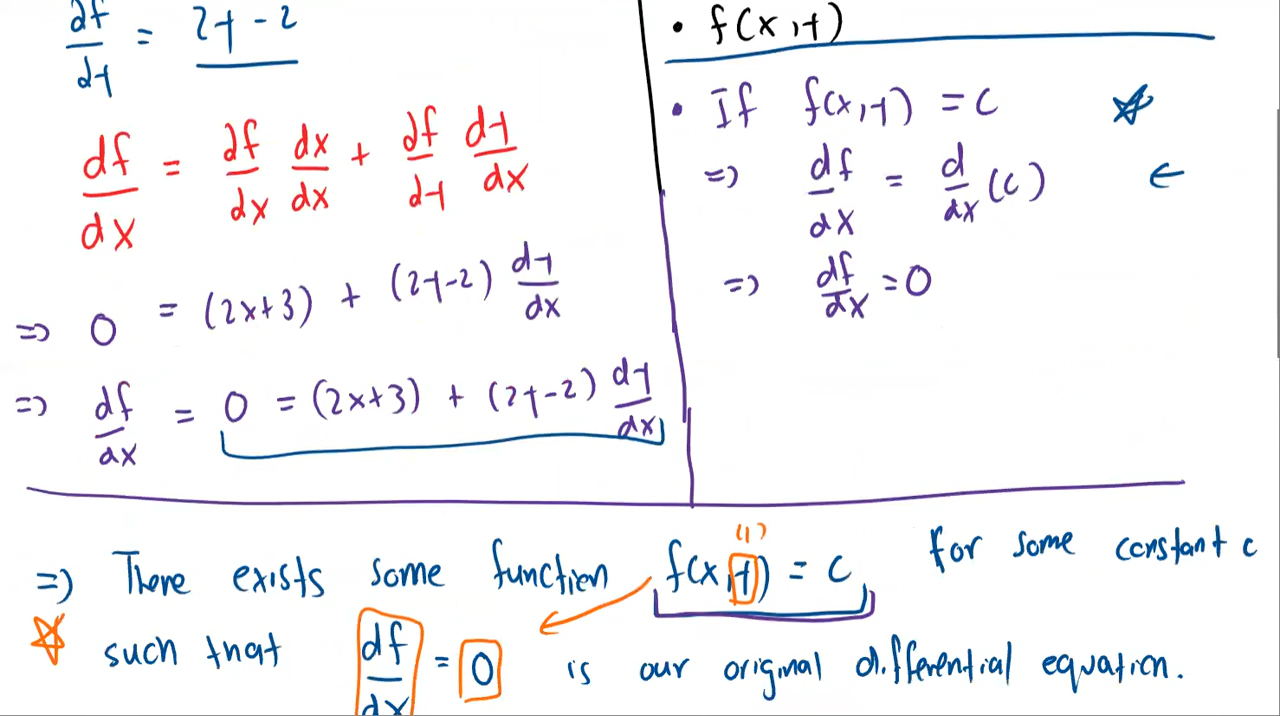 ∂f/∂y = 2y - 2
df/dx = ∂f/∂x dx/dx + ∂f/∂y dy/dx
=> 0 = (2x+3) + (2y-2) dy/dx
=> df/dx = 0 = (2x+3) + (2y-2) dy/dx
• f(x,y)
• If f(x,y) = c
=> df/dx = d/dx (c) ←
=> df/dx = 0
(1)
=> There exists some function f(x,y) = c for some constant c
such that df/dx = 0 is our original differential equation.